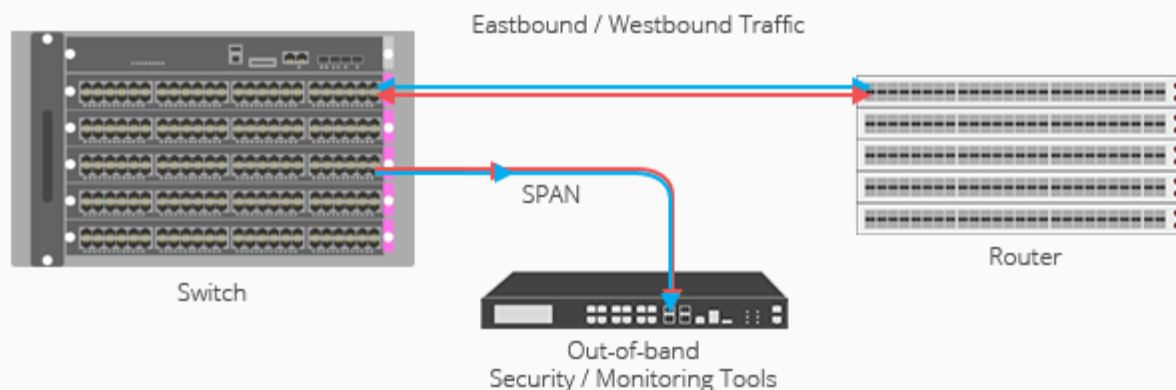 Eastbound / Westbound Traffic
SPAN
Switch
Router
Out-of-band
Security / Monitoring Tools